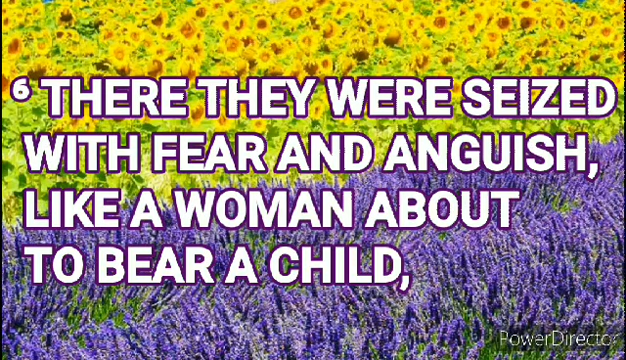 ⁶ THERE THEY WERE SEIZED
WITH FEAR AND ANGUISH,
LIKE A WOMAN ABOUT
TO BEAR A CHILD,
PowerDirector